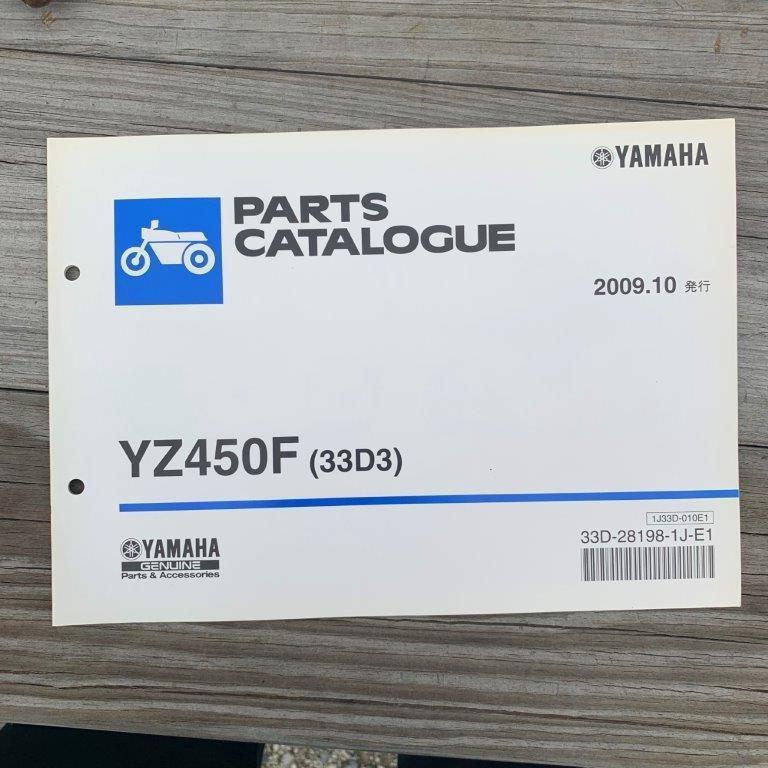 YAMAHA
PARTS
CATALOGUE
2009.10 発行
YZ450F (33D3)
1J33D-010E1
33D-28198-1J-E1
YAMAHA
GENUINE
Parts & Accessories